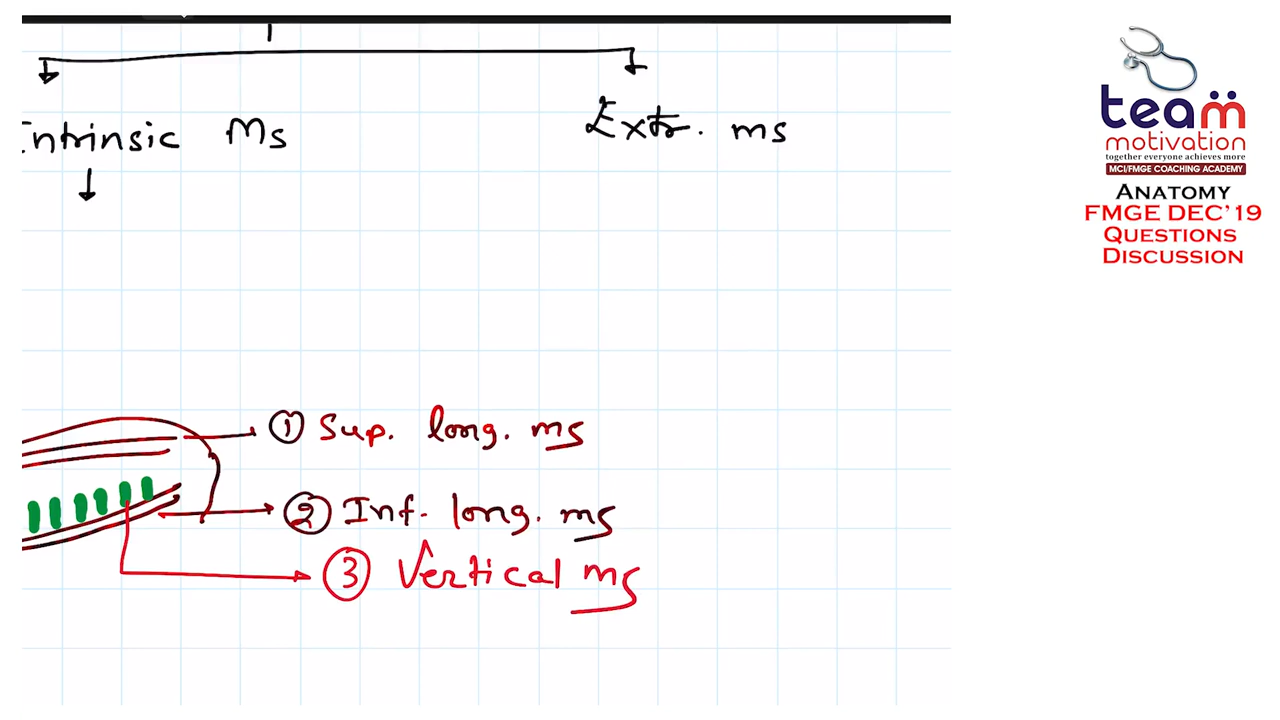 Intrinsic Ms
Extr. ms
① Sup. long. ms
② Inf. long. ms
③ Vertical ms
team
motivation
together everyone achieves more
MCI/FMGE COACHING ACADEMY
ANATOMY
FMGE DEC'19
QUESTIONS
DISCUSSION